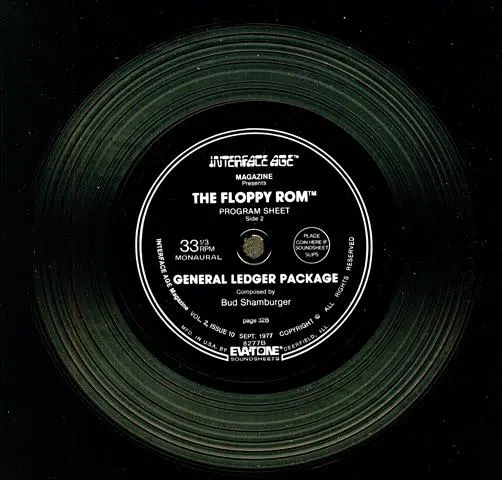 INTERFACE AGE™
MAGAZINE
Presents
THE FLOPPY ROM™
PROGRAM SHEET
Side 2
33 1/3
RPM
MONAURAL
PLACE
COIN HERE IF
SOUNDSHEET
SLIPS
GENERAL LEDGER PACKAGE
Composed by
Bud Shamburger
page 32B
INTERFACE AGE Magazine VOL. 2, ISSUE 10 SEPT. 1977 COPYRIGHT © ALL RIGHTS RESERVED
8277B
MFD. IN U.S.A. BY EVATONE® DEERFIELD, ILL.
SOUNDSHEETS